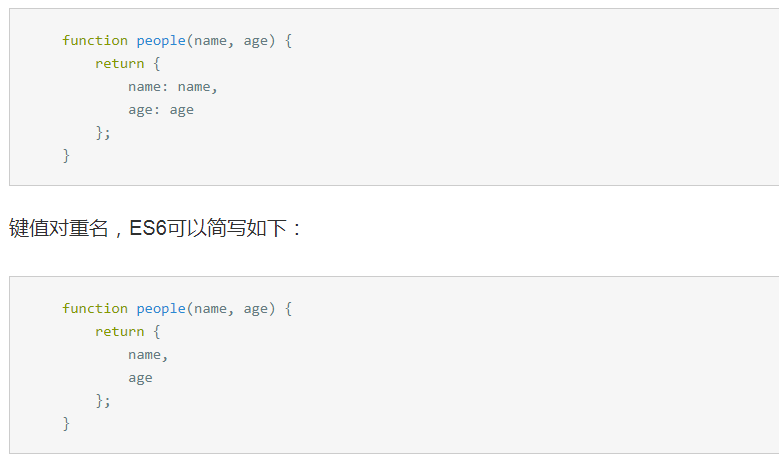 function people(name, age) {
    return {
        name: name,
        age: age
    };
}
键值对重名，ES6可以简写如下：
function people(name, age) {
    return {
        name,
        age
    };
}